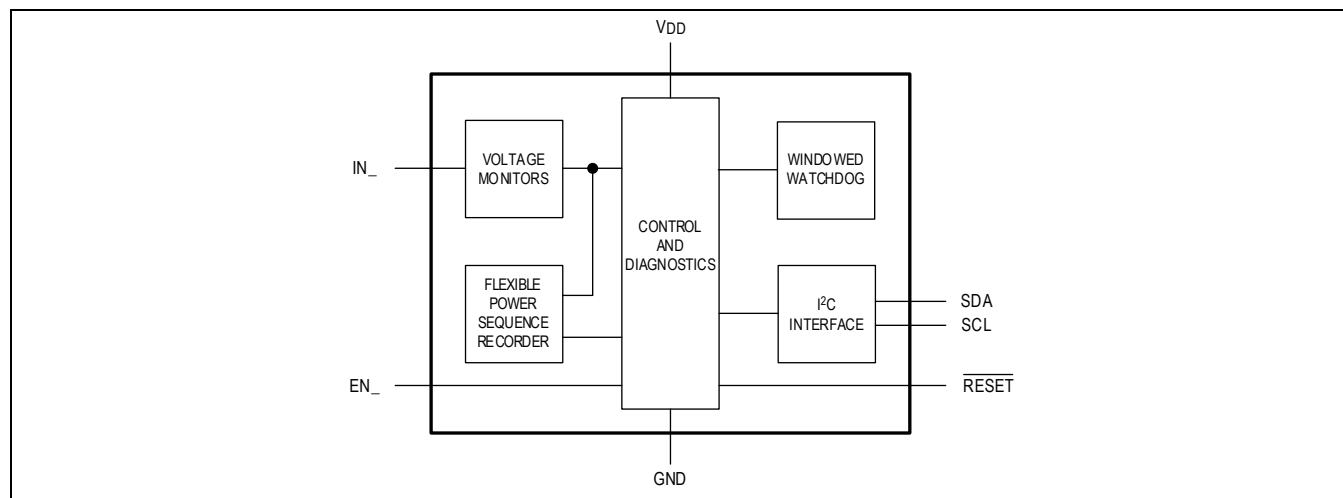 VDD
IN_
VOLTAGE
MONITORS
WINDOWED
WATCHDOG
CONTROL
AND
DIAGNOSTICS
FLEXIBLE
POWER
SEQUENCE
RECORDER
I²C
INTERFACE
SDA
SCL
EN_
RESET
GND